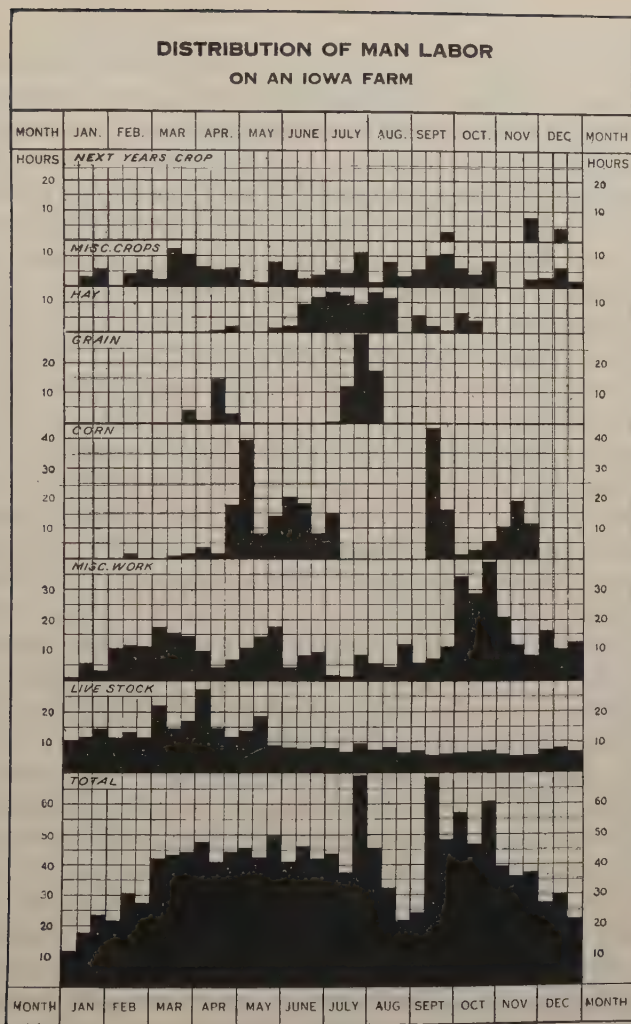 DISTRIBUTION OF MAN LABOR
ON AN IOWA FARM
MONTH JAN. FEB. MAR APR. MAY JUNE JULY AUG. SEPT OCT. NOV DEC MONTH
HOURS NEXT YEARS CROP HOURS
20 20
10 10
MISC. CROPS
10 10
HAY
10 10
GRAIN
20 20
10 10
CORN
40 40
30 30
20 20
10 10
MISC. WORK
30 30
20 20
10 10
LIVE STOCK
20 20
10 10
TOTAL
60 60
50 50
40 40
30 30
20 20
10 10
MONTH JAN FEB MAR APR MAY JUNE JULY AUG SEPT OCT. NOV DEC MONTH